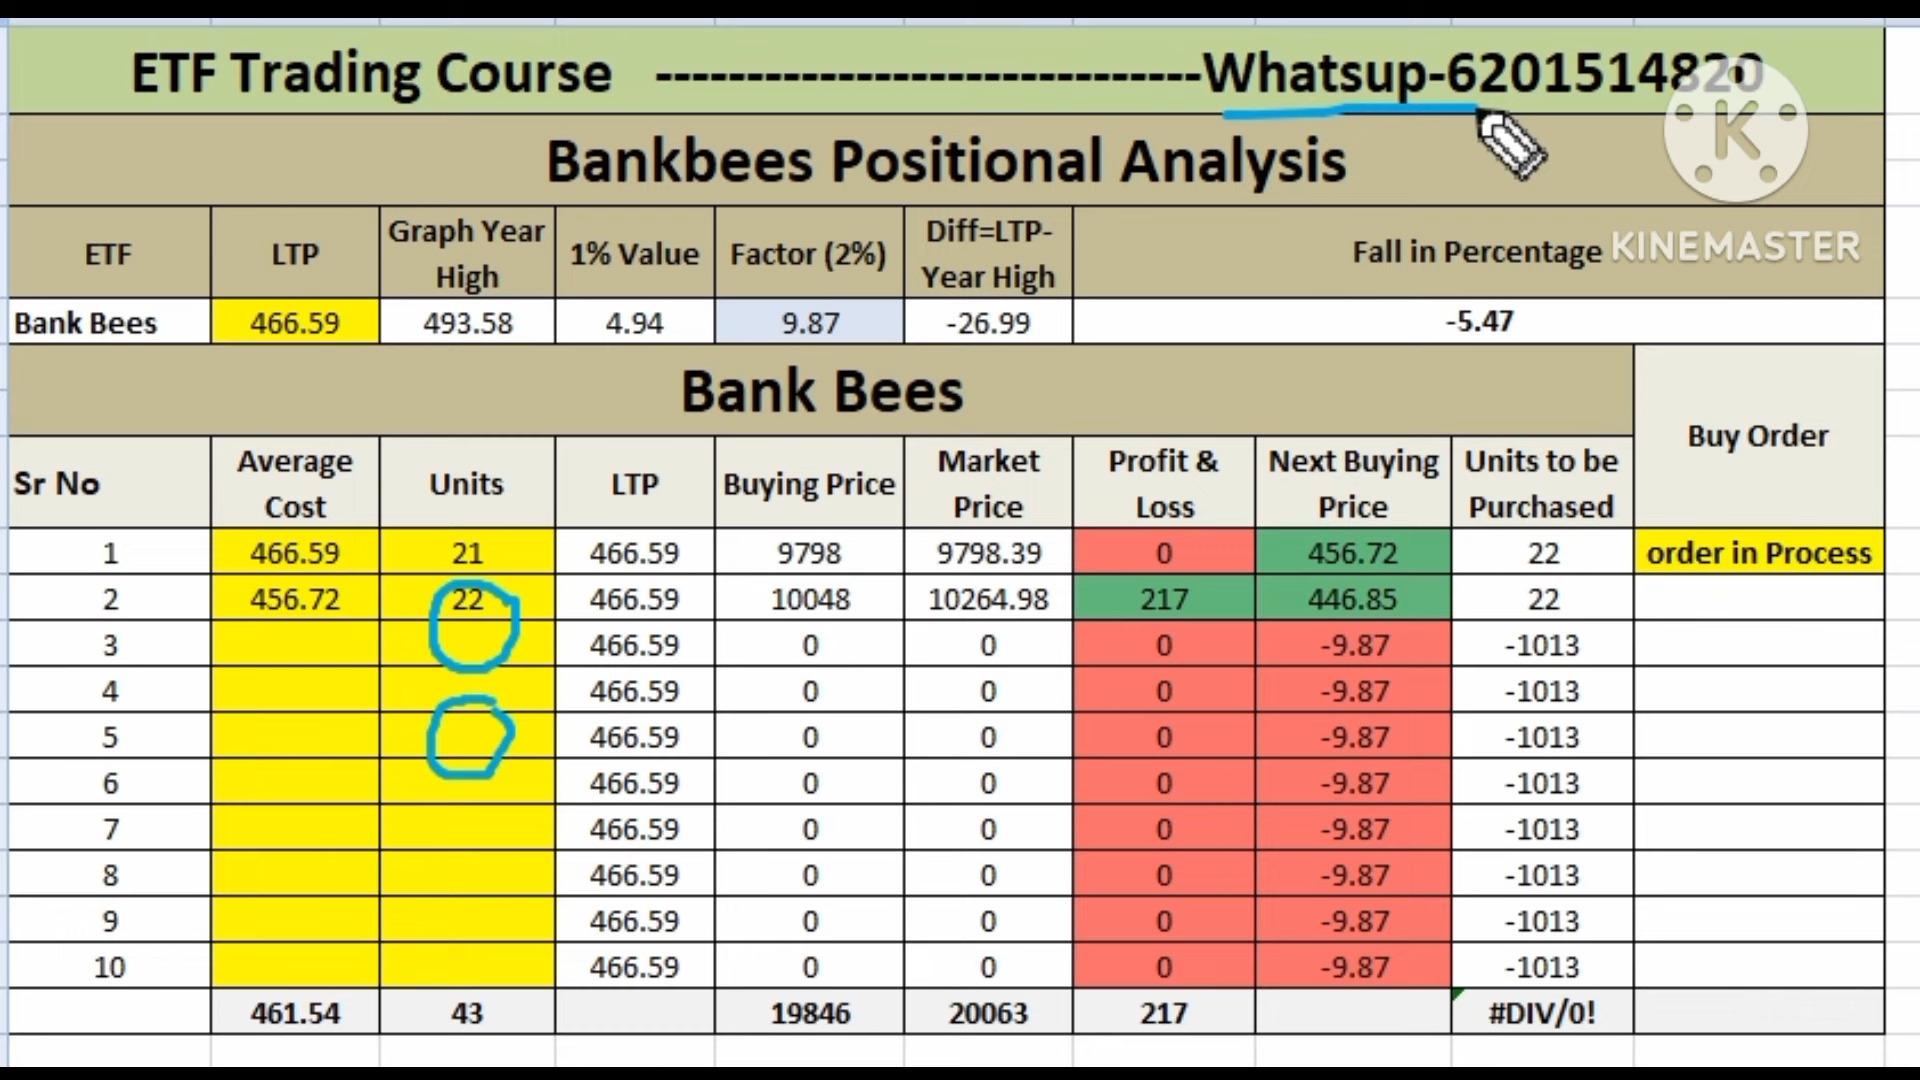 ETF Trading Course ------------------------------Whatsup-6201514820
K
KINEMASTER
Bankbees Positional Analysis
ETF LTP Graph Year High 1% Value Factor (2%) Diff=LTP-Year High Fall in Percentage
Bank Bees 466.59 493.58 4.94 9.87 -26.99 -5.47
Bank Bees
Sr No Average Cost Units LTP Buying Price Market Price Profit & Loss Next Buying Price Units to be Purchased Buy Order
1 466.59 21 466.59 9798 9798.39 0 456.72 22 order in Process
2 456.72 22 466.59 10048 10264.98 217 446.85 22
3 466.59 0 0 0 -9.87 -1013
4 466.59 0 0 0 -9.87 -1013
5 466.59 0 0 0 -9.87 -1013
6 466.59 0 0 0 -9.87 -1013
7 466.59 0 0 0 -9.87 -1013
8 466.59 0 0 0 -9.87 -1013
9 466.59 0 0 0 -9.87 -1013
10 466.59 0 0 0 -9.87 -1013
461.54 43 19846 20063 217 #DIV/0!